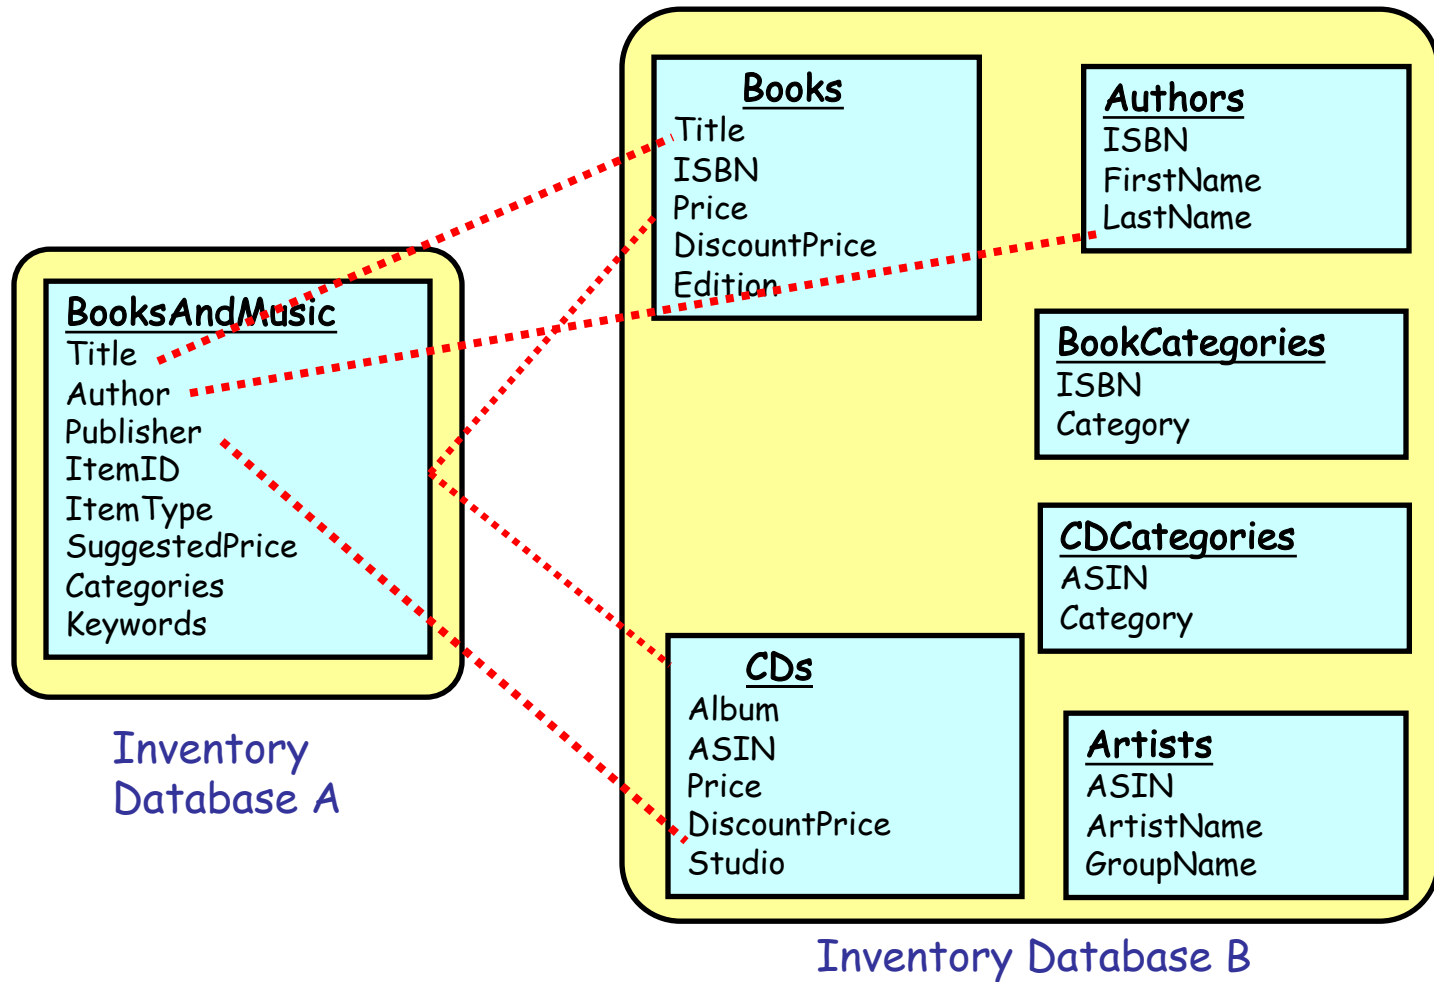 BooksAndMusic
Title
Author
Publisher
ItemID
ItemType
SuggestedPrice
Categories
Keywords
Inventory
Database A
Books
Title
ISBN
Price
DiscountPrice
Edition
Authors
ISBN
FirstName
LastName
BookCategories
ISBN
Category
CDCategories
ASIN
Category
CDs
Album
ASIN
Price
DiscountPrice
Studio
Artists
ASIN
ArtistName
GroupName
Inventory Database B